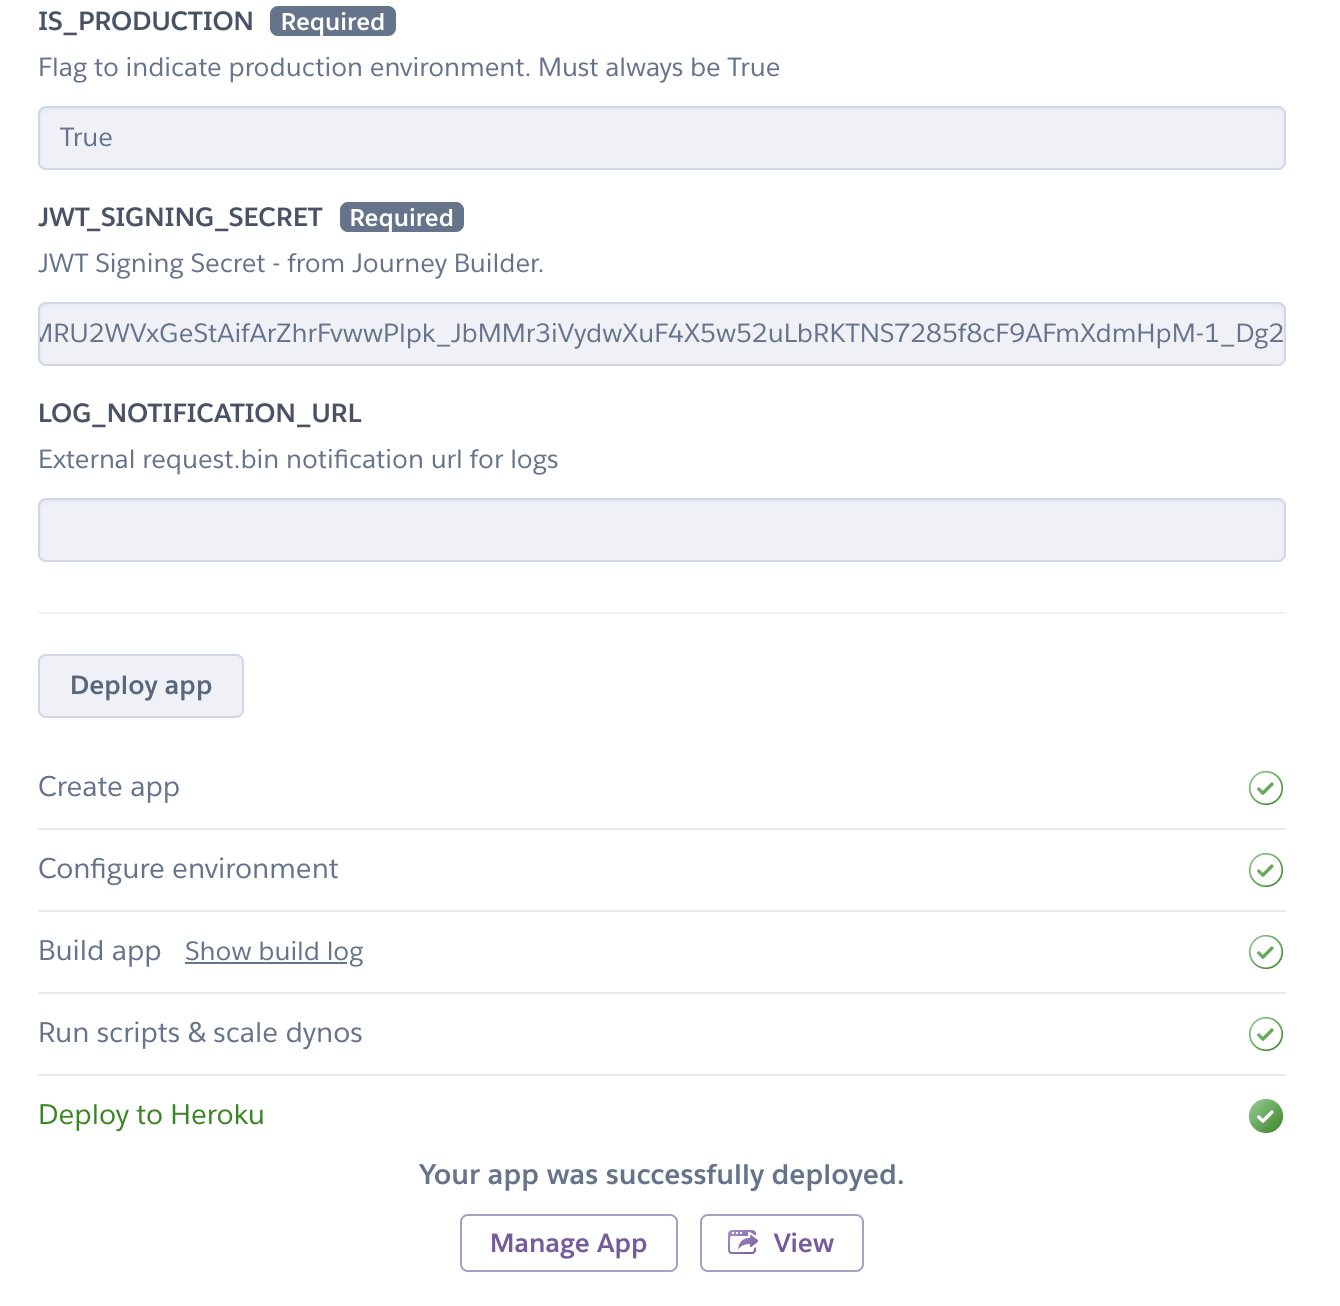 IS_PRODUCTION Required
Flag to indicate production environment. Must always be True
True
JWT_SIGNING_SECRET Required
JWT Signing Secret - from Journey Builder.
MRU2WVxGeStAifArZhrFvwwPIpk_JbMMr3iVydwXuF4X5w52uLbRKTNS7285f8cF9AFmXdmHpM-1_Dg2
LOG_NOTIFICATION_URL
External request.bin notification url for logs
Deploy app
Create app
Configure environment
Build app Show build log
Run scripts & scale dynos
Deploy to Heroku
Your app was successfully deployed.
Manage App View